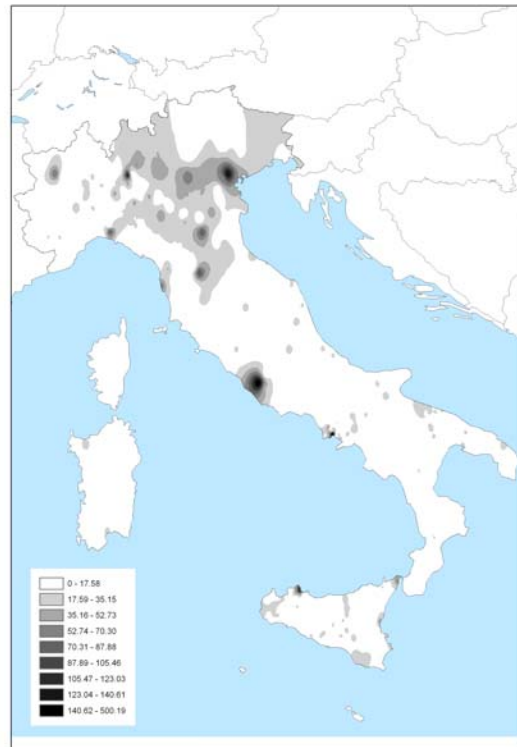 0 - 17.58
17.59 - 35.15
35.16 - 52.73
52.74 - 70.30
70.31 - 87.88
87.89 - 105.46
105.47 - 123.03
123.04 - 140.61
140.62 - 500.19